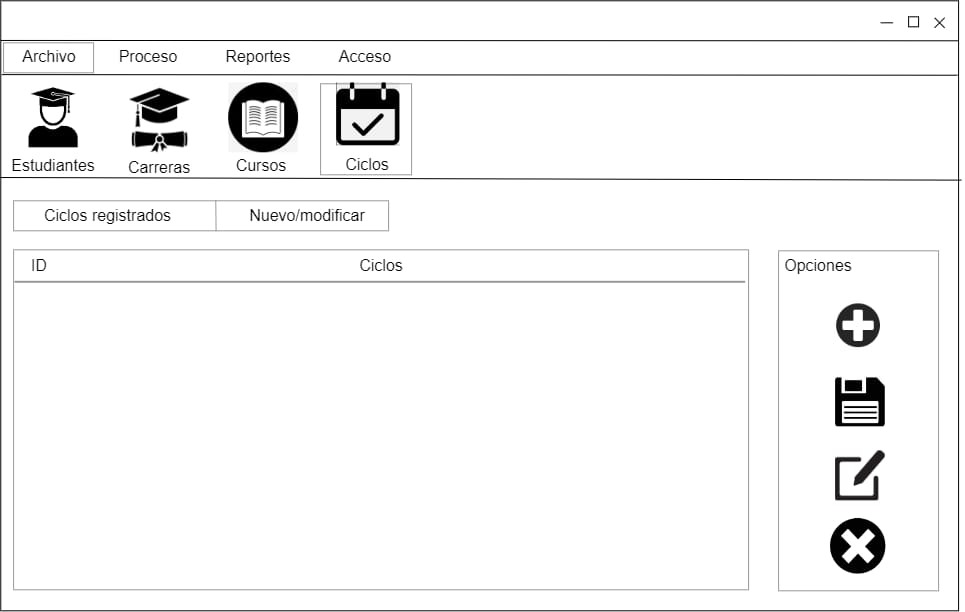 Archivo Proceso Reportes Acceso
Estudiantes Carreras Cursos Ciclos
Ciclos registrados Nuevo/modificar
ID Ciclos Opciones